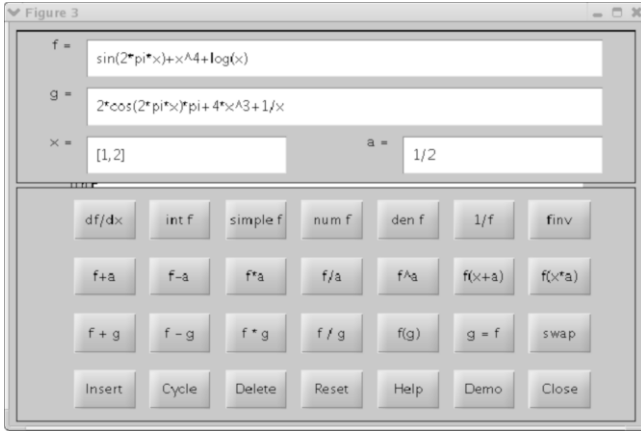 Figure 3
f =
sin(2*pi*x)+x^4+log(x)
g =
2*cos(2*pi*x)*pi+4*x^3+1/x
x =
[1,2]
a =
1/2
df/dx int f simple f num f den f 1/f finv
f+a f-a f*a f/a f^a f(x+a) f(x*a)
f + g f - g f * g f / g f(g) g = f swap
Insert Cycle Delete Reset Help Demo Close